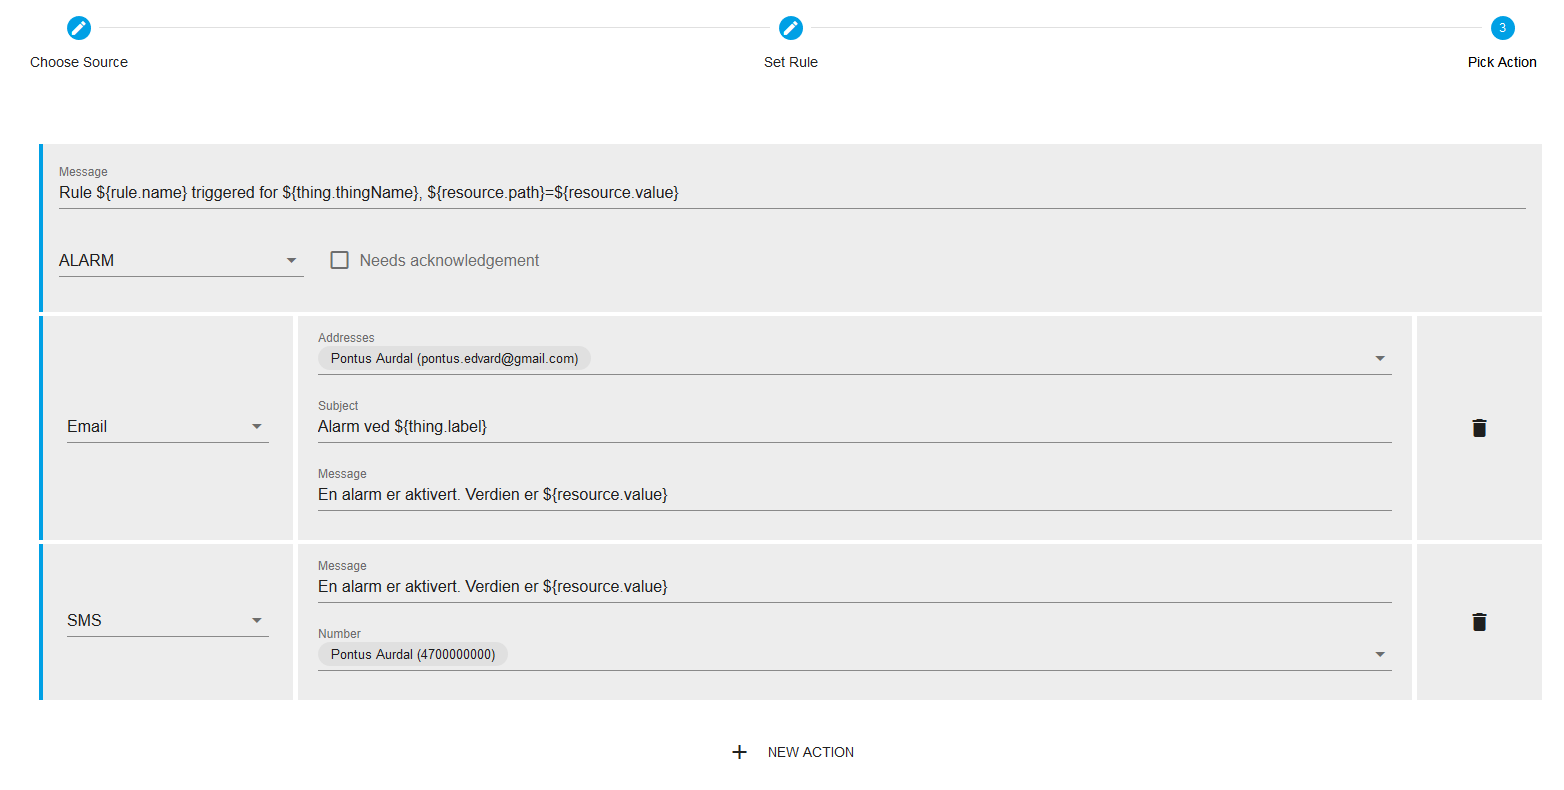 Choose Source
Set Rule
3
Pick Action
Message
Rule ${rule.name} triggered for ${thing.thingName}, ${resource.path}=${resource.value}
ALARM
Needs acknowledgement
Email
Addresses
Pontus Aurdal (pontus.edvard@gmail.com)
Subject
Alarm ved ${thing.label}
Message
En alarm er aktivert. Verdien er ${resource.value}
SMS
Message
En alarm er aktivert. Verdien er ${resource.value}
Number
Pontus Aurdal (4700000000)
NEW ACTION